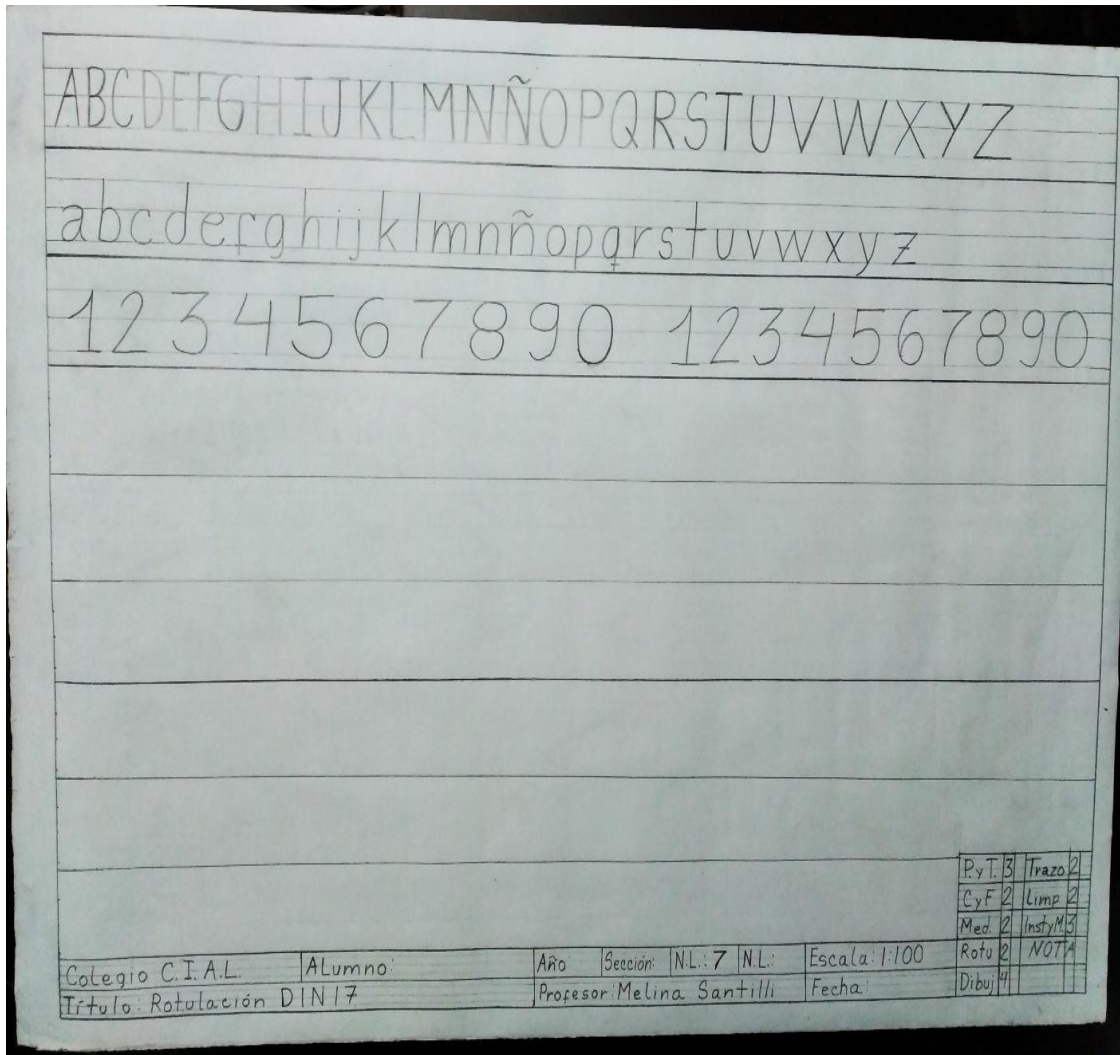 ABCDEFGHIJKLMNÑOPQRSTUVWXYZ
abcdefghijklmnñopqrstuvwxyz
1234567890 1234567890
P.yT. 3 Trazo 2
CyF 2 Limp 2
Med. 2 InstyM. 3
Colegio C.I.A.L. Alumno: Año Sección: N.L.: 7 N.L.: Escala: 1:100 Rotu 2 NOTA
Título: Rotulación DIN 17 Profesor: Melina Santilli Fecha: Dibuj 4